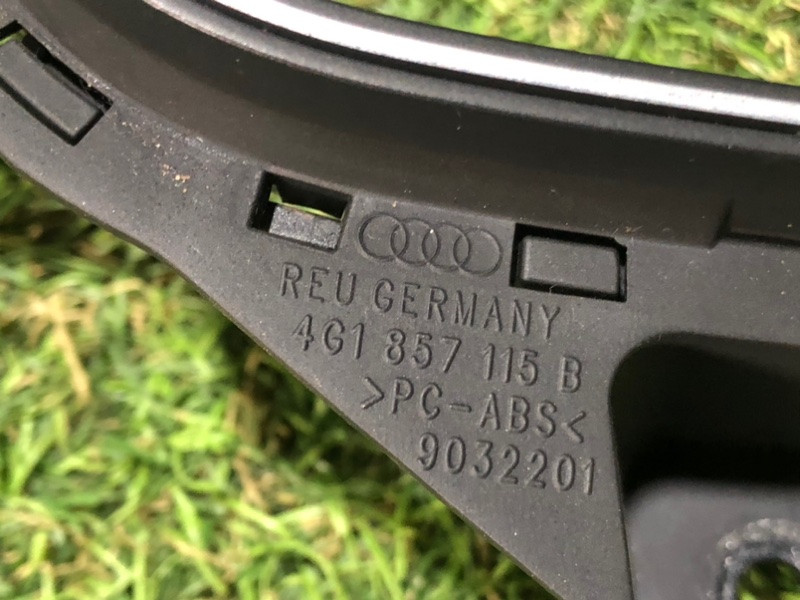 REU GERMANY
4G1 857 115 B
>PC-ABS<
9032201